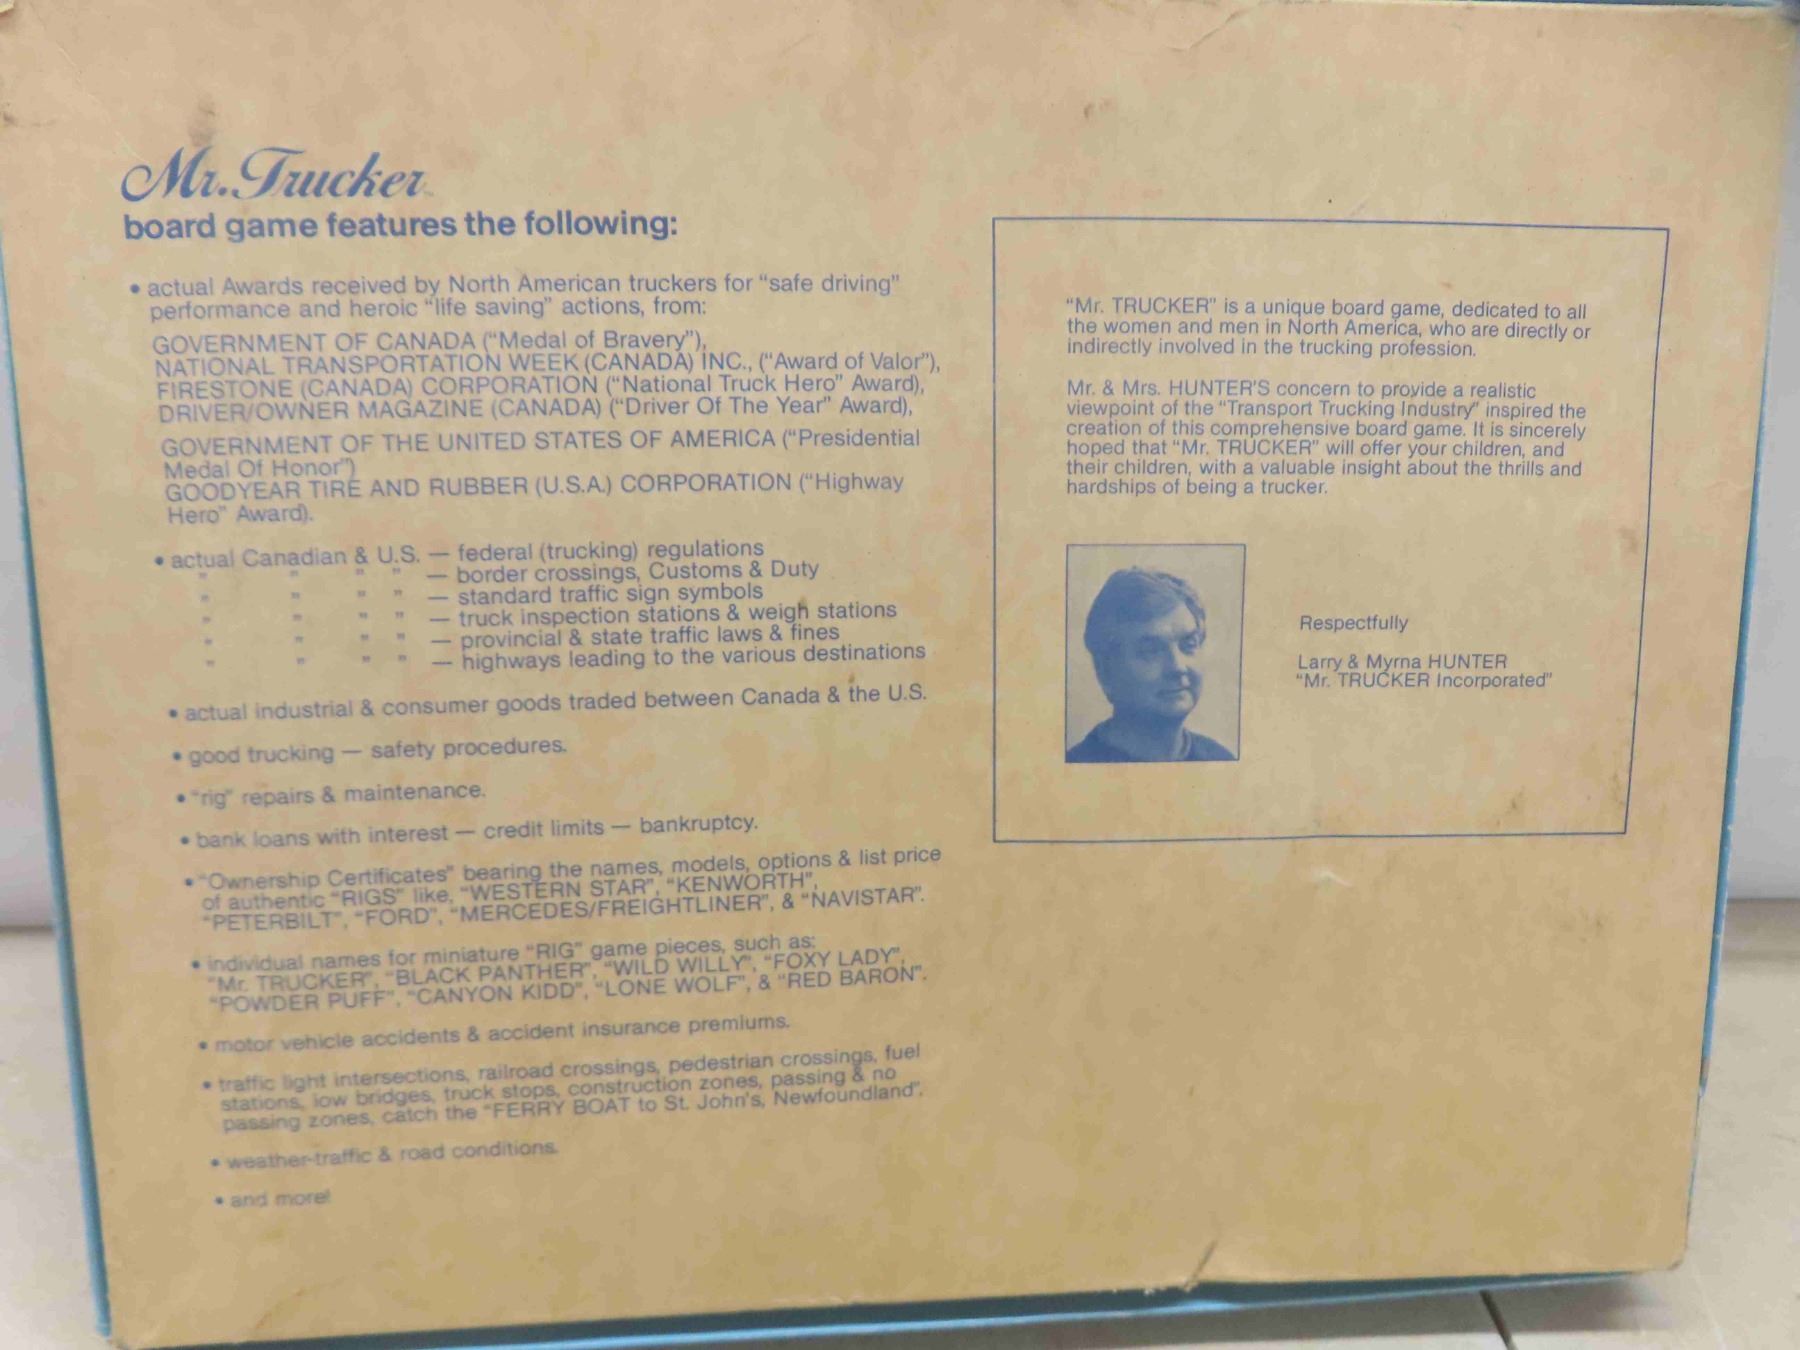 Mr. Trucker
board game features the following:
• actual Awards received by North American truckers for “safe driving”
performance and heroic “life saving” actions, from:
GOVERNMENT OF CANADA (“Medal of Bravery”),
NATIONAL TRANSPORTATION WEEK (CANADA) INC., (“Award of Valor”),
FIRESTONE (CANADA) CORPORATION (“National Truck Hero” Award),
DRIVER/OWNER MAGAZINE (CANADA) (“Driver Of The Year” Award),
GOVERNMENT OF THE UNITED STATES OF AMERICA (“Presidential
Medal Of Honor”)
GOODYEAR TIRE AND RUBBER (U.S.A.) CORPORATION (“Highway
Hero” Award).
• actual Canadian & U.S. — federal (trucking) regulations
” ” ” ” — border crossings, Customs & Duty
” ” ” ” — standard traffic sign symbols
” ” ” ” — truck inspection stations & weigh stations
” ” ” ” — provincial & state traffic laws & fines
” ” ” ” — highways leading to the various destinations
• actual industrial & consumer goods traded between Canada & the U.S.
• good trucking — safety procedures.
• “rig” repairs & maintenance.
• bank loans with interest — credit limits — bankruptcy.
• “Ownership Certificates” bearing the names, models, options & list price
of authentic “RIGS” like, “WESTERN STAR”, “KENWORTH”,
“PETERBILT”, “FORD”, “MERCEDES/FREIGHTLINER”, & “NAVISTAR”.
• individual names for miniature “RIG” game pieces, such as:
“Mr. TRUCKER”, “BLACK PANTHER”, “WILD WILLY”, “FOXY LADY”,
“POWDER PUFF”, “CANYON KIDD”, “LONE WOLF”, & “RED BARON”.
• motor vehicle accidents & accident insurance premiums.
• traffic light intersections, railroad crossings, pedestrian crossings, fuel
stations, low bridges, truck stops, construction zones, passing & no
passing zones, catch the “FERRY BOAT to St. John's, Newfoundland”.
• weather-traffic & road conditions.
• and more!
“Mr. TRUCKER” is a unique board game, dedicated to all
the women and men in North America, who are directly or
indirectly involved in the trucking profession.
Mr. & Mrs. HUNTER'S concern to provide a realistic
viewpoint of the “Transport Trucking Industry” inspired the
creation of this comprehensive board game. It is sincerely
hoped that “Mr. TRUCKER” will offer your children, and
their children, with a valuable insight about the thrills and
hardships of being a trucker.
Respectfully
Larry & Myrna HUNTER
“Mr. TRUCKER Incorporated”